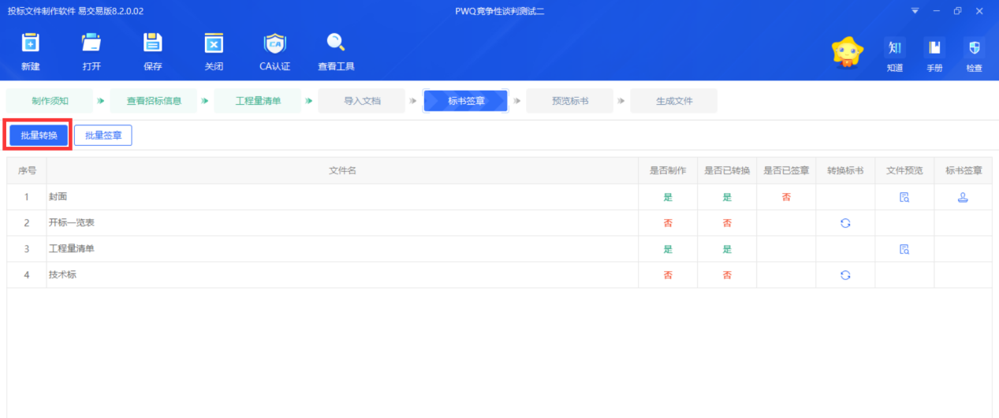 投标文件制作软件 易交易版8.2.0.02
PWQ竞争性谈判测试二
新建 打开 保存 关闭 CA认证 查看工具 知道 手册 检查
制作须知 查看招标信息 工程量清单 导入文档 标书签章 预览标书 生成文件
批量转换 批量签章
序号 文件名 是否制作 是否已转换 是否已签章 转换标书 文件预览 标书签章
1 封面 是 是 否
2 开标一览表 否 否
3 工程量清单 是 是
4 技术标 否 否